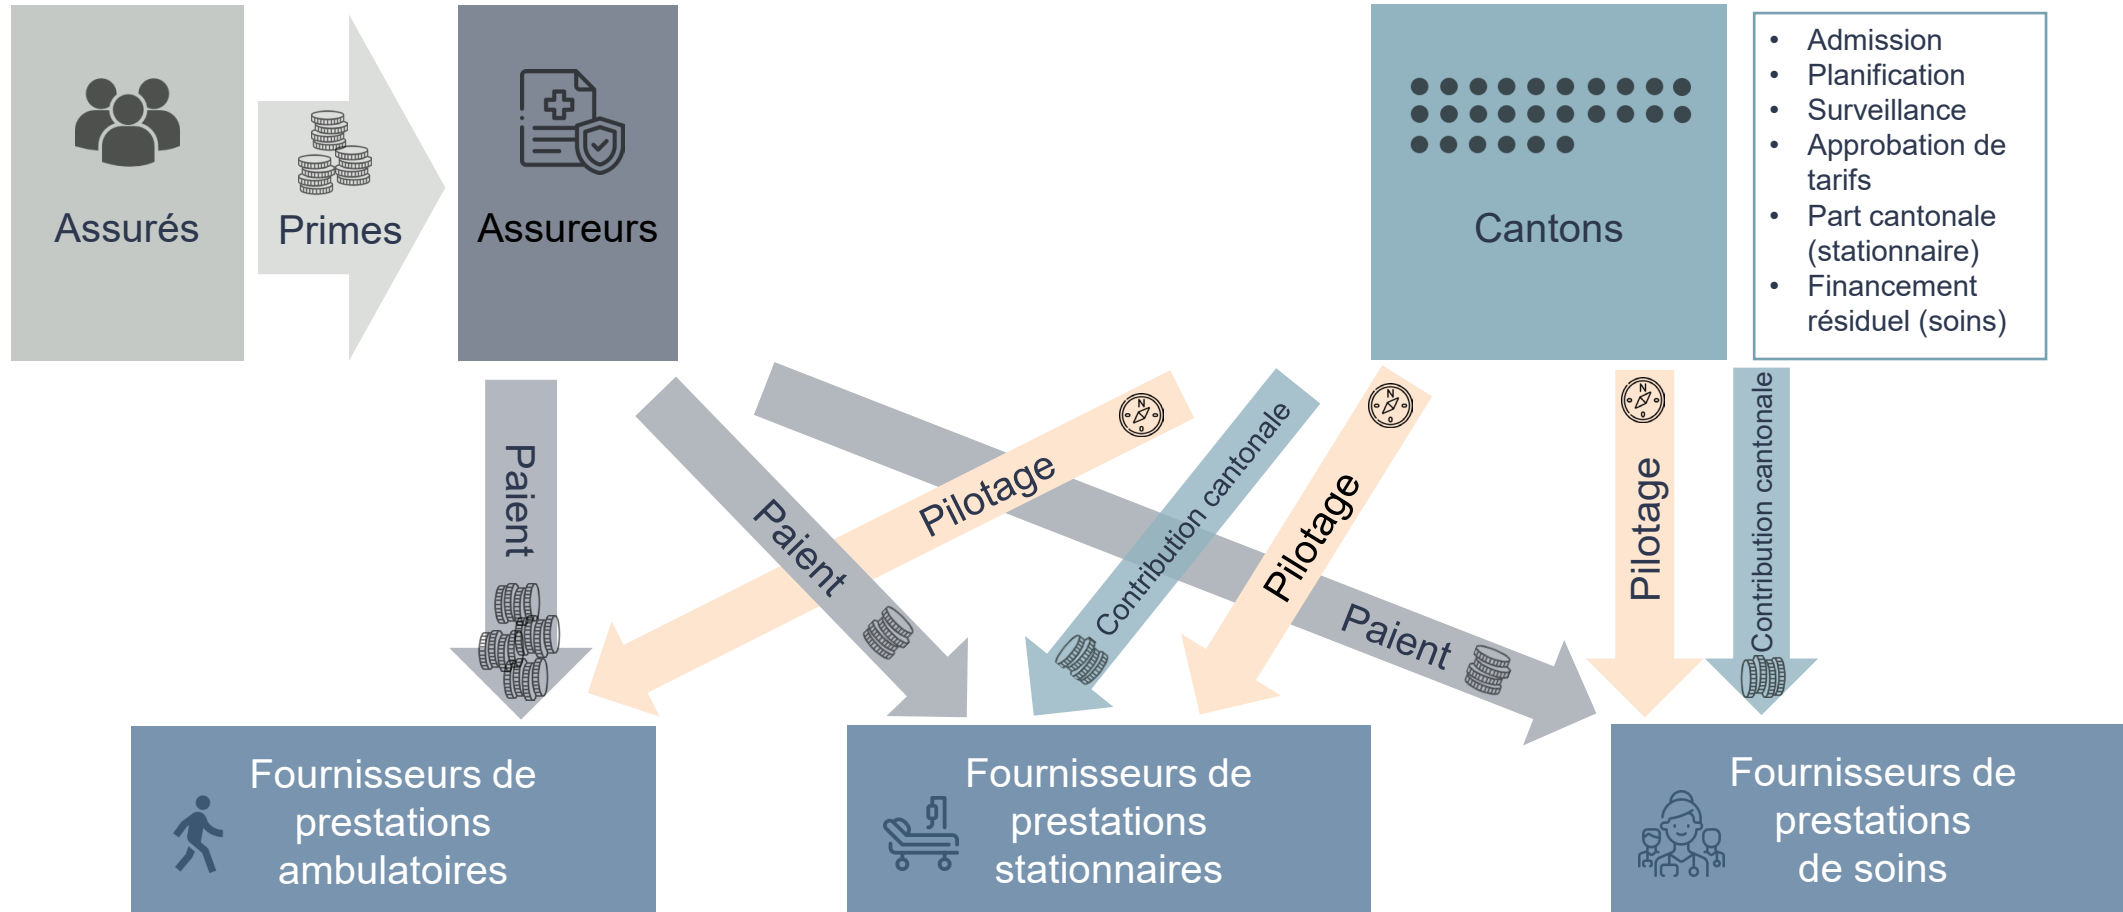 Assurés
Primes
Assureurs
Cantons
• Admission
• Planification
• Surveillance
• Approbation de
tarifs
• Part cantonale
(stationnaire)
• Financement
résiduel (soins)
Paient
Paient
Pilotage
Contribution cantonale
Pilotage
Paient
Pilotage
Contribution cantonale
Fournisseurs de
prestations
ambulatoires
Fournisseurs de
prestations
stationnaires
Fournisseurs de
prestations
de soins